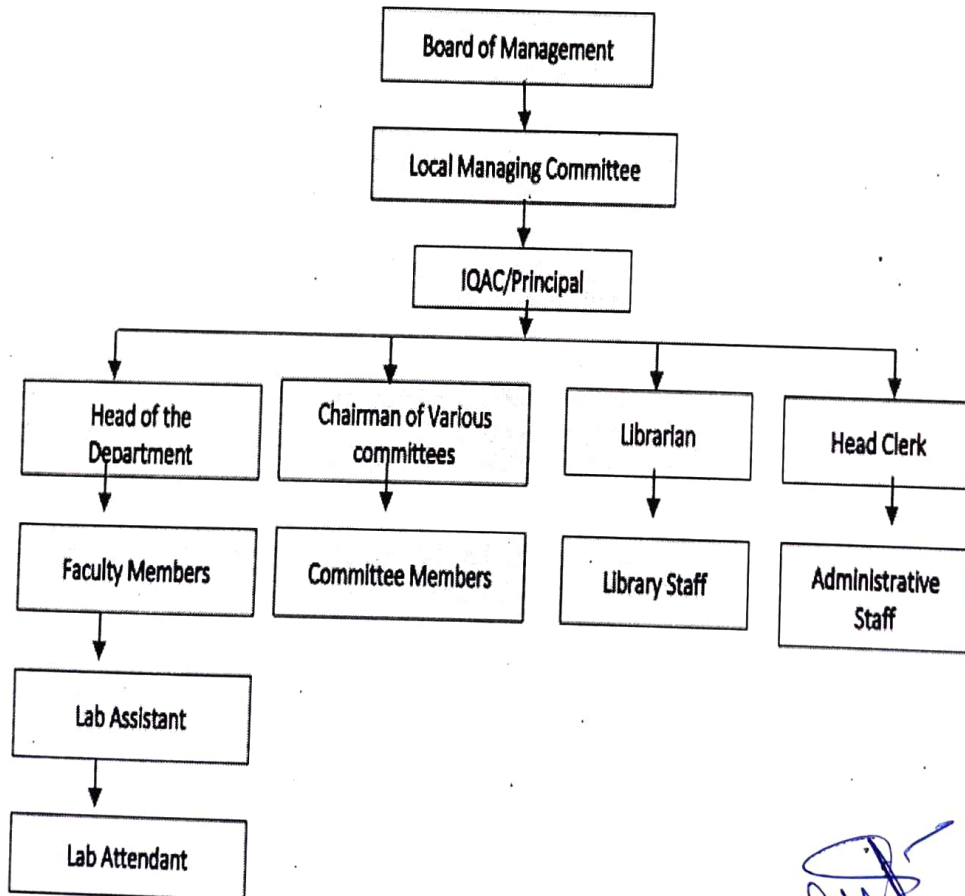 Board of Management
Local Managing Committee
IQAC/Principal
Head of the
Department
Chairman of Various
committees
Librarian
Head Clerk
Faculty Members
Committee Members
Library Staff
Administrative
Staff
Lab Assistant
Lab Attendant